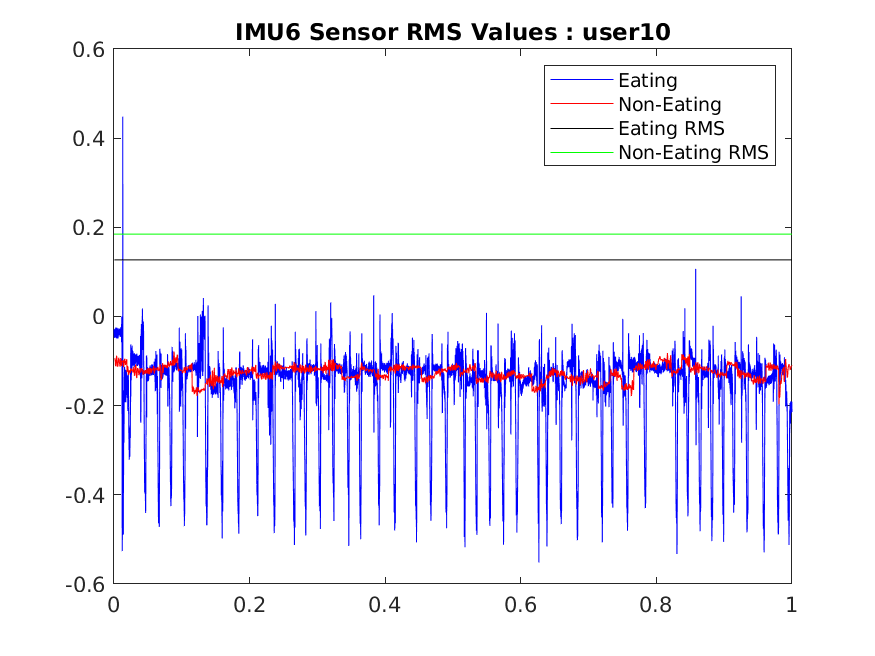 IMU6 Sensor RMS Values : user10
0.6
0.4
0.2
0
-0.2
-0.4
-0.6
Eating
Non-Eating
Eating RMS
Non-Eating RMS
0 0.2 0.4 0.6 0.8 1